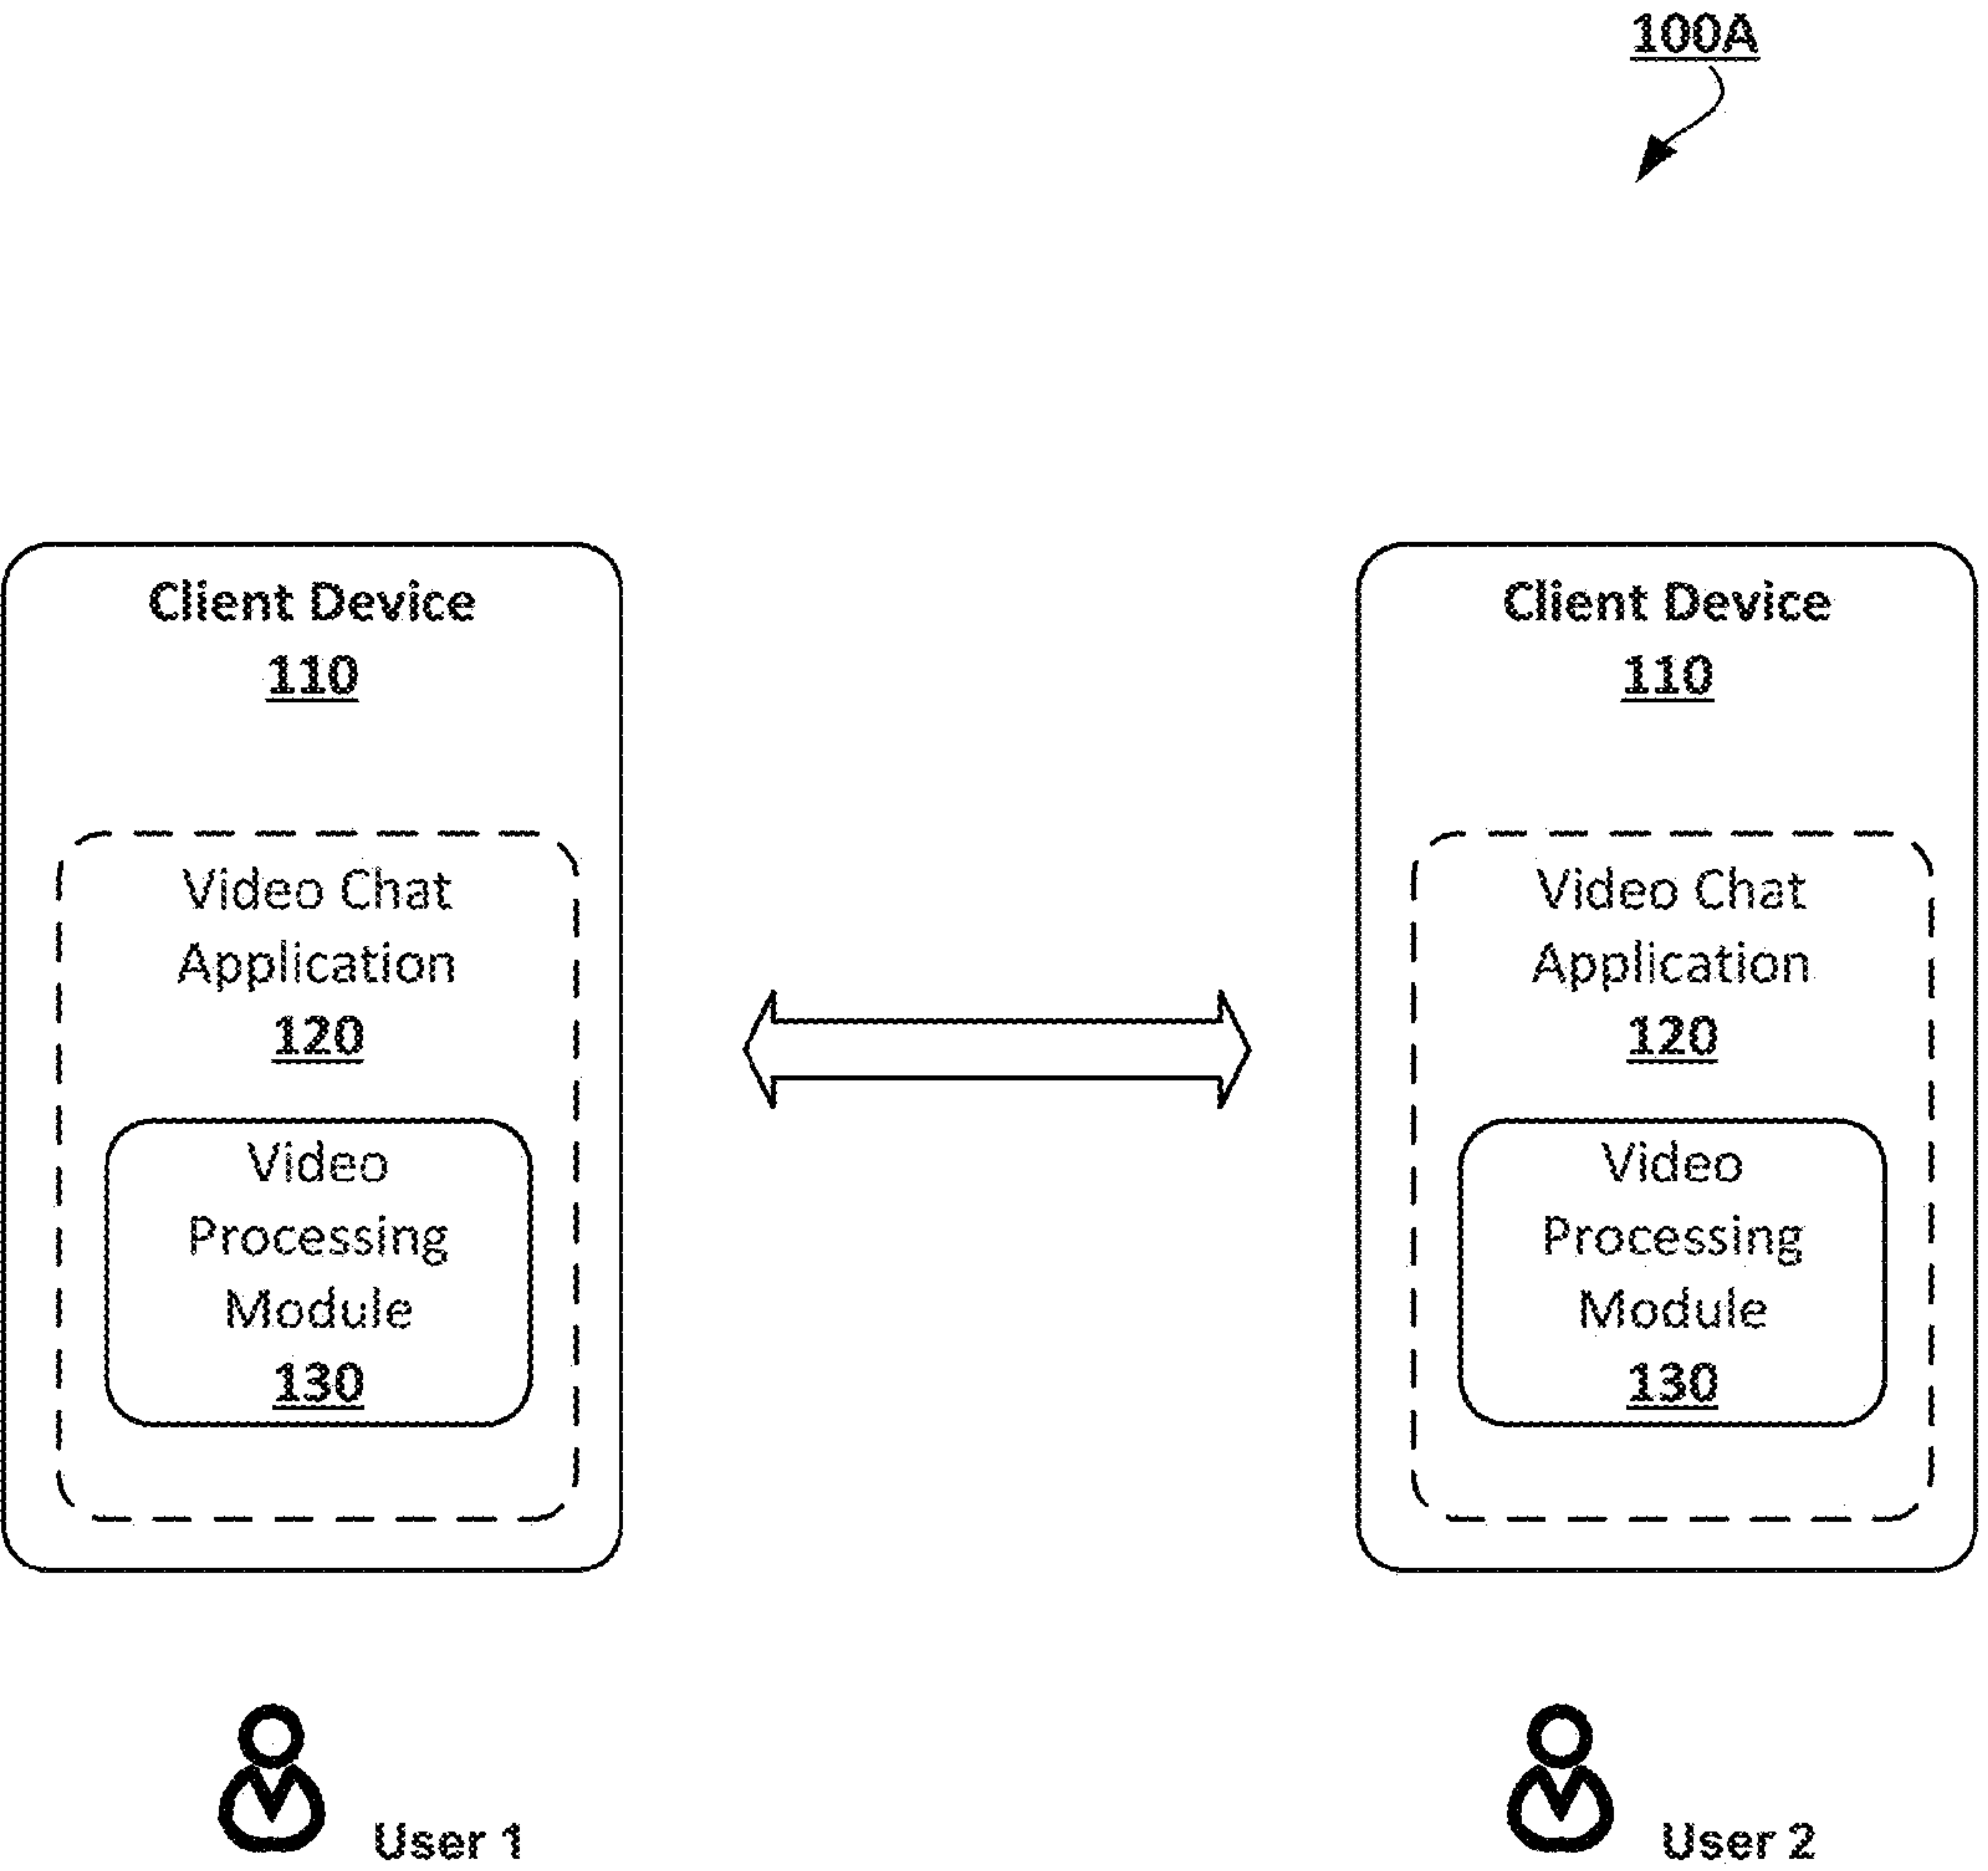 100A
Client Device
110
Video Chat
Application
120
Video
Processing
Module
130
User 1
Client Device
110
Video Chat
Application
120
Video
Processing
Module
130
User 2